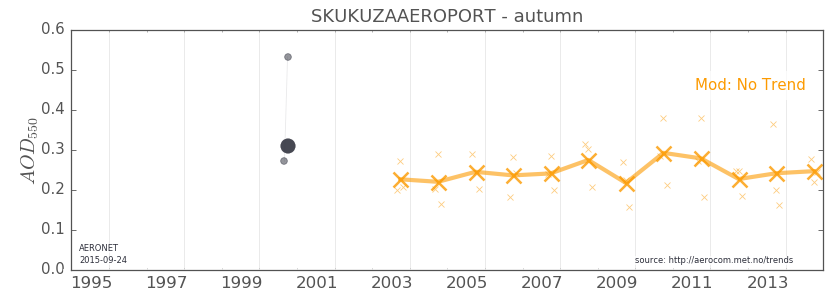 SKUKUZAAEROPORT - autumn
0.6
0.5
0.4
0.3
0.2
0.1
0.0
AOD550
Mod: No Trend
AERONET
2015-09-24
source: http://aerocom.met.no/trends
1995 1997 1999 2001 2003 2005 2007 2009 2011 2013